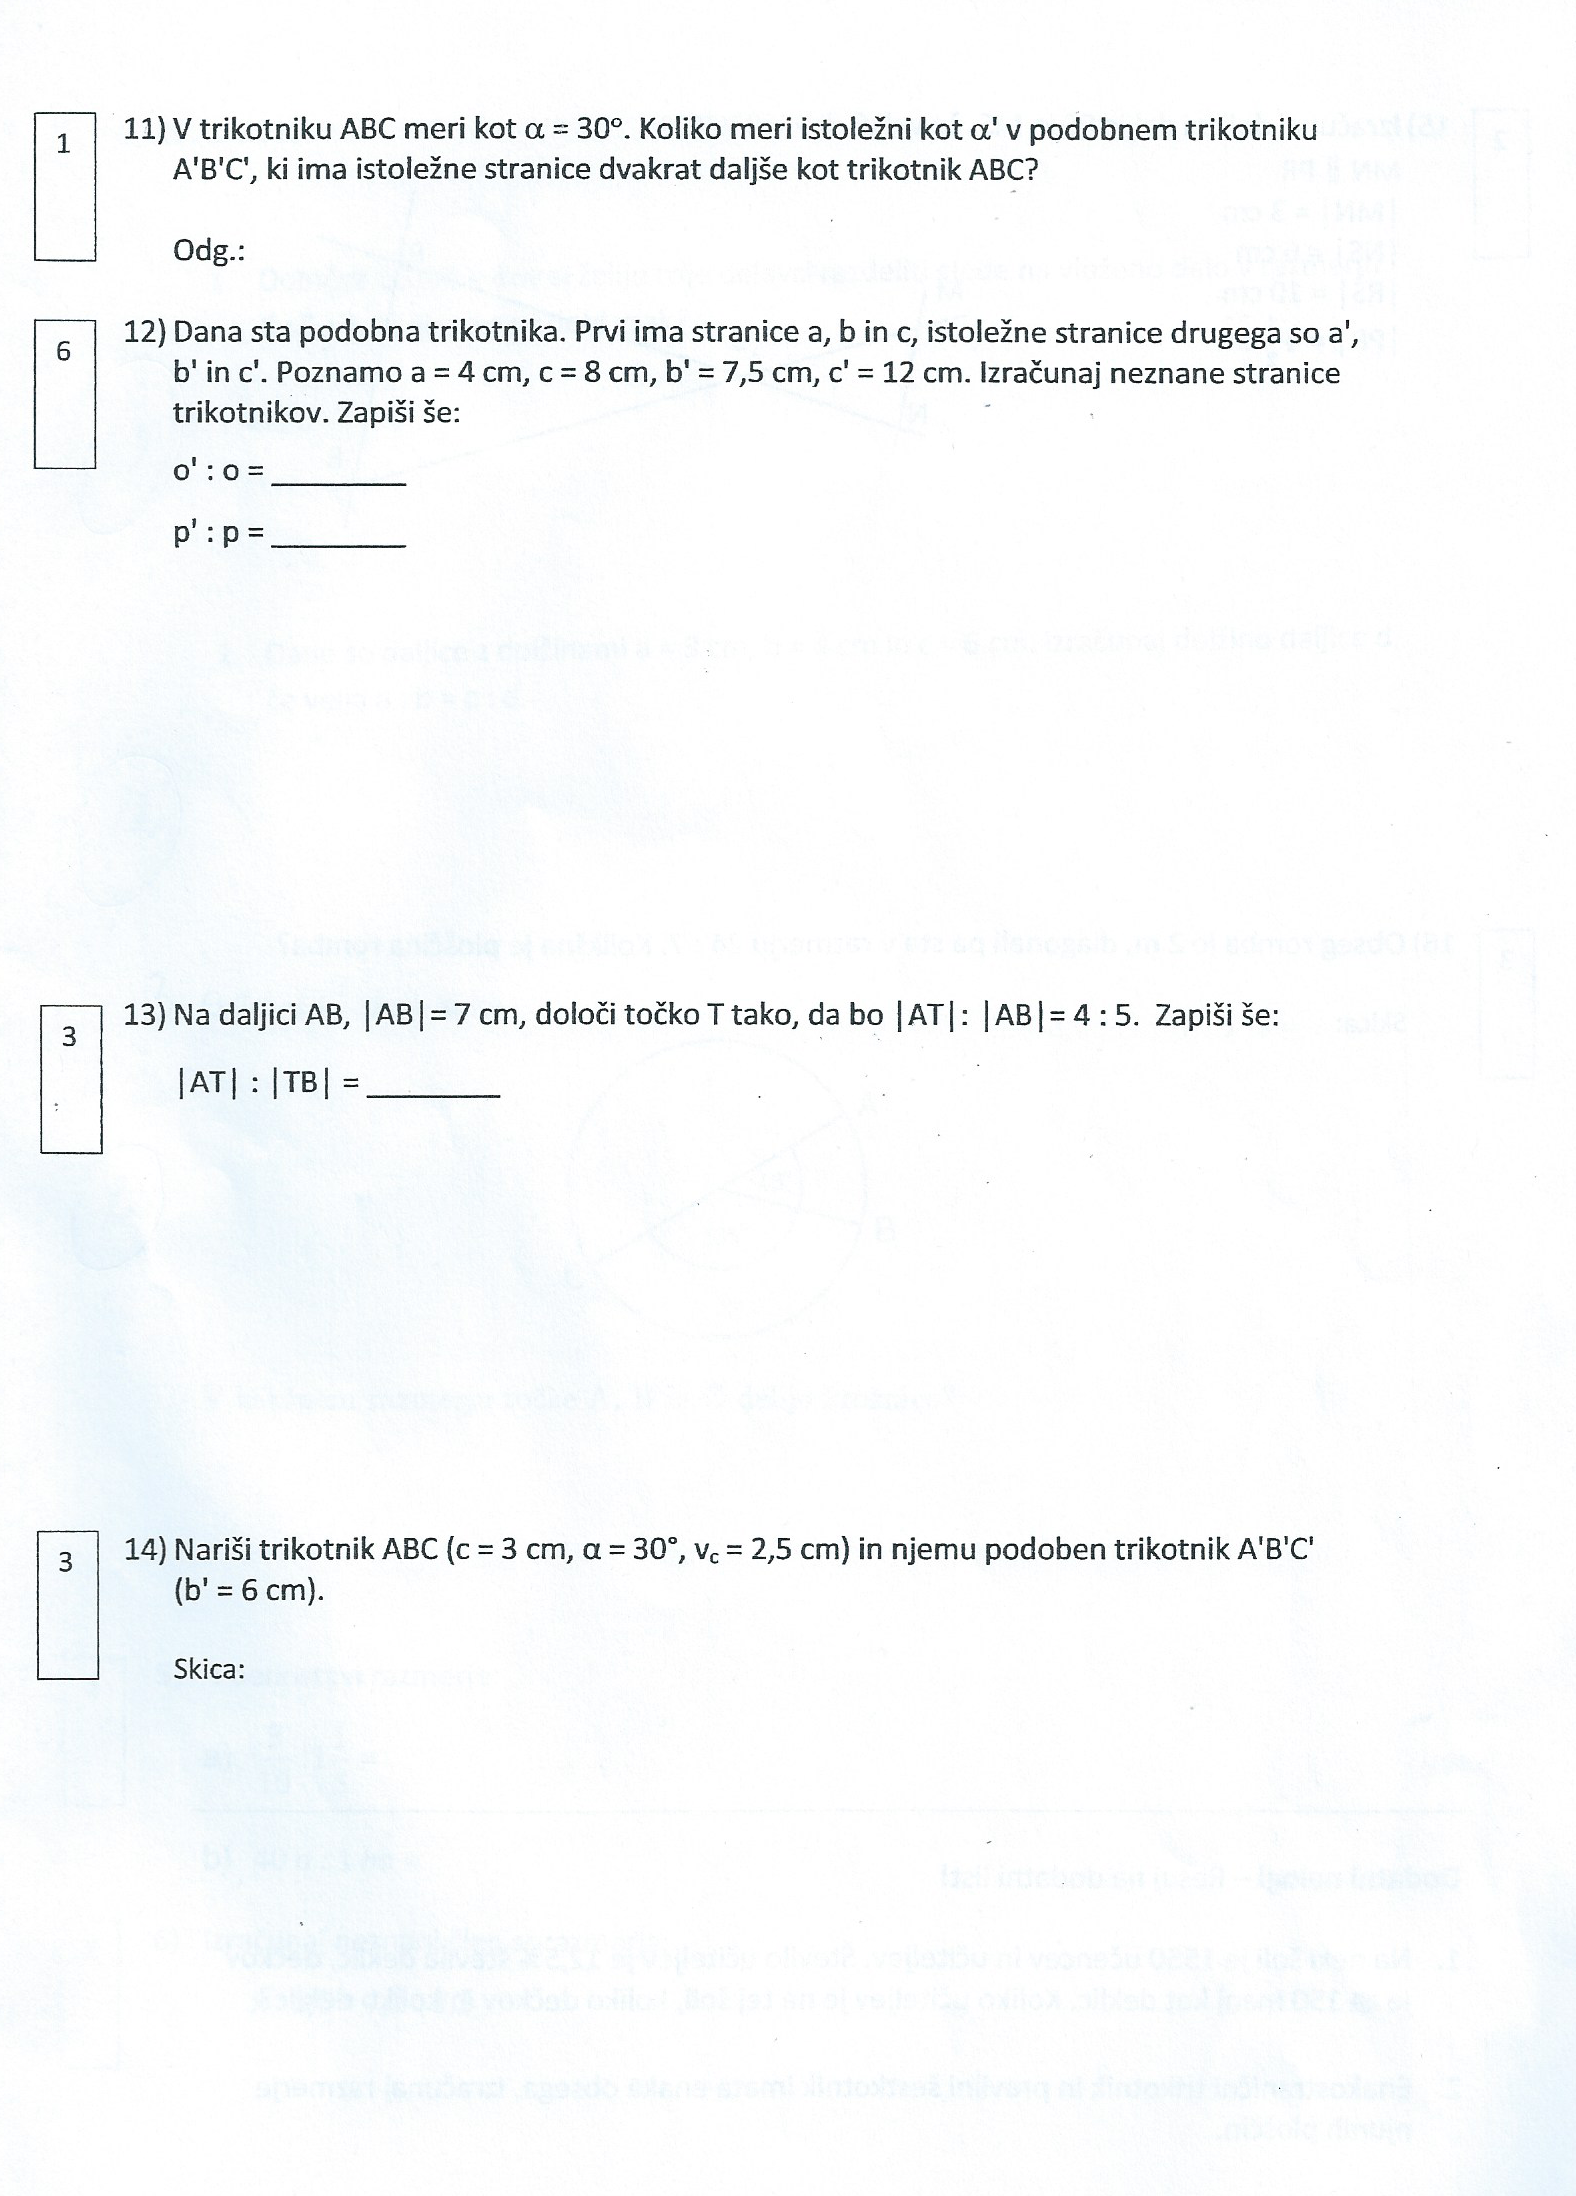 1
11) V trikotniku ABC meri kot α = 30°. Koliko meri istoležni kot α' v podobnem trikotniku
A'B'C', ki ima istoležne stranice dvakrat daljše kot trikotnik ABC?
Odg.:
6
12) Dana sta podobna trikotnika. Prvi ima stranice a, b in c, istoležne stranice drugega so a',
b' in c'. Poznamo a = 4 cm, c = 8 cm, b' = 7,5 cm, c' = 12 cm. Izračunaj neznane stranice
trikotnikov. Zapiši še:
o' : o = ________
p' : p = ________
3
13) Na daljici AB, |AB|= 7 cm, določi točko T tako, da bo |AT|: |AB|= 4 : 5. Zapiši še:
|AT| : |TB| = ________
3
14) Nariši trikotnik ABC (c = 3 cm, α = 30°, vc = 2,5 cm) in njemu podoben trikotnik A'B'C'
(b' = 6 cm).
Skica: